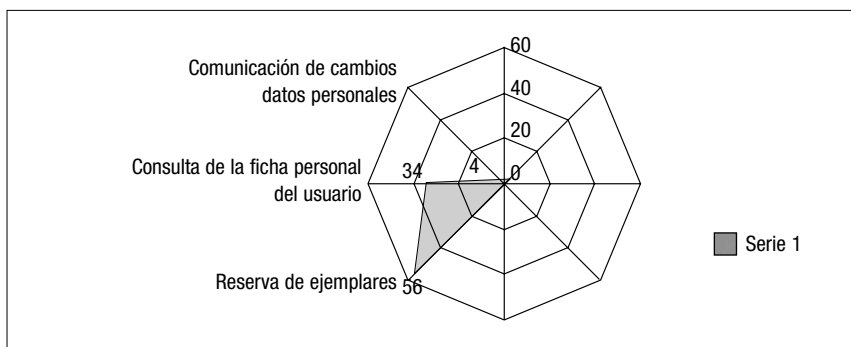 60
Comunicación de cambios
datos personales
40
20
Consulta de la ficha personal
del usuario
34
4
0
Serie 1
Reserva de ejemplares
56